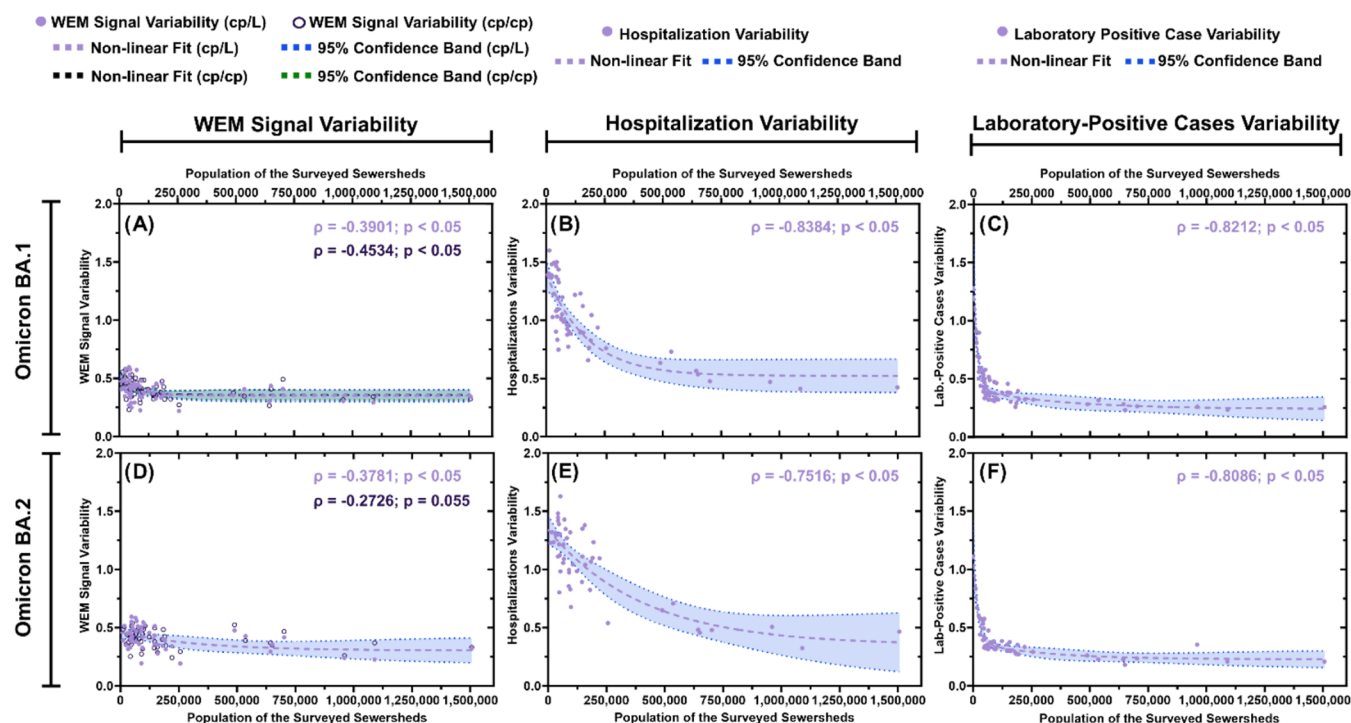 WEM Signal Variability (cp/L) WEM Signal Variability (cp/cp)
Non-linear Fit (cp/L) 95% Confidence Band (cp/L)
Non-linear Fit (cp/cp) 95% Confidence Band (cp/cp)
Hospitalization Variability
Non-linear Fit 95% Confidence Band
Laboratory Positive Case Variability
Non-linear Fit 95% Confidence Band
WEM Signal Variability Hospitalization Variability Laboratory-Positive Cases Variability
Population of the Surveyed Sewersheds Population of the Surveyed Sewersheds Population of the Surveyed Sewersheds
0 250,000 500,000 750,000 1,000,000 1,250,000 1,500,000 0 250,000 500,000 750,000 1,000,000 1,250,000 1,500,000 0 250,000 500,000 750,000 1,000,000 1,250,000 1,500,000
Omicron BA.1
WEM Signal Variability
2.0
1.5
1.0
0.5
0.0
(A)
ρ = -0.3901; p < 0.05
ρ = -0.4534; p < 0.05
Hospitalizations Variability
2.0
1.5
1.0
0.5
0.0
(B)
ρ = -0.8384; p < 0.05
Lab.-Positive Cases Variability
2.0
1.5
1.0
0.5
0.0
(C)
ρ = -0.8212; p < 0.05
Omicron BA.2
WEM Signal Variability
2.0
1.5
1.0
0.5
0.0
(D)
ρ = -0.3781; p < 0.05
ρ = -0.2726; p = 0.055
Hospitalizations Variability
2.0
1.5
1.0
0.5
0.0
(E)
ρ = -0.7516; p < 0.05
Lab-Positive Cases Variability
2.0
1.5
1.0
0.5
0.0
(F)
ρ = -0.8086; p < 0.05
0 250,000 500,000 750,000 1,000,000 1,250,000 1,500,000 0 250,000 500,000 750,000 1,000,000 1,250,000 1,500,000 0 250,000 500,000 750,000 1,000,000 1,250,000 1,500,000
Population of the Surveyed Sewersheds Population of the Surveyed Sewersheds Population of the Surveyed Sewersheds